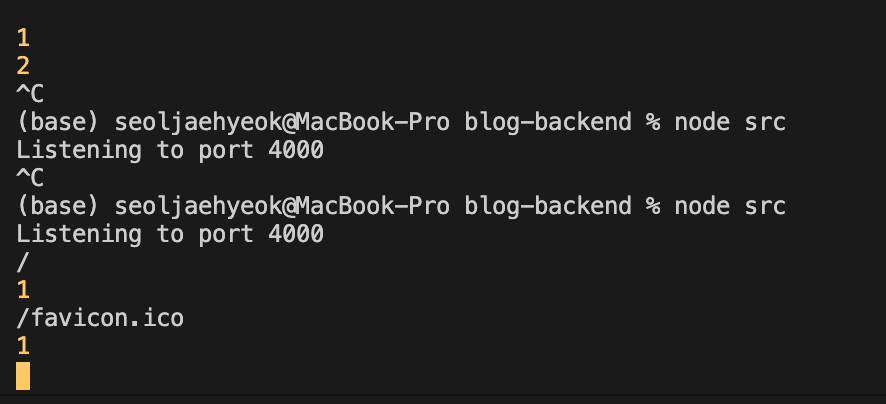 1
2
^C
(base) seoljaehyeok@MacBook-Pro blog-backend % node src
Listening to port 4000
^C
(base) seoljaehyeok@MacBook-Pro blog-backend % node src
Listening to port 4000
/
1
/favicon.ico
1